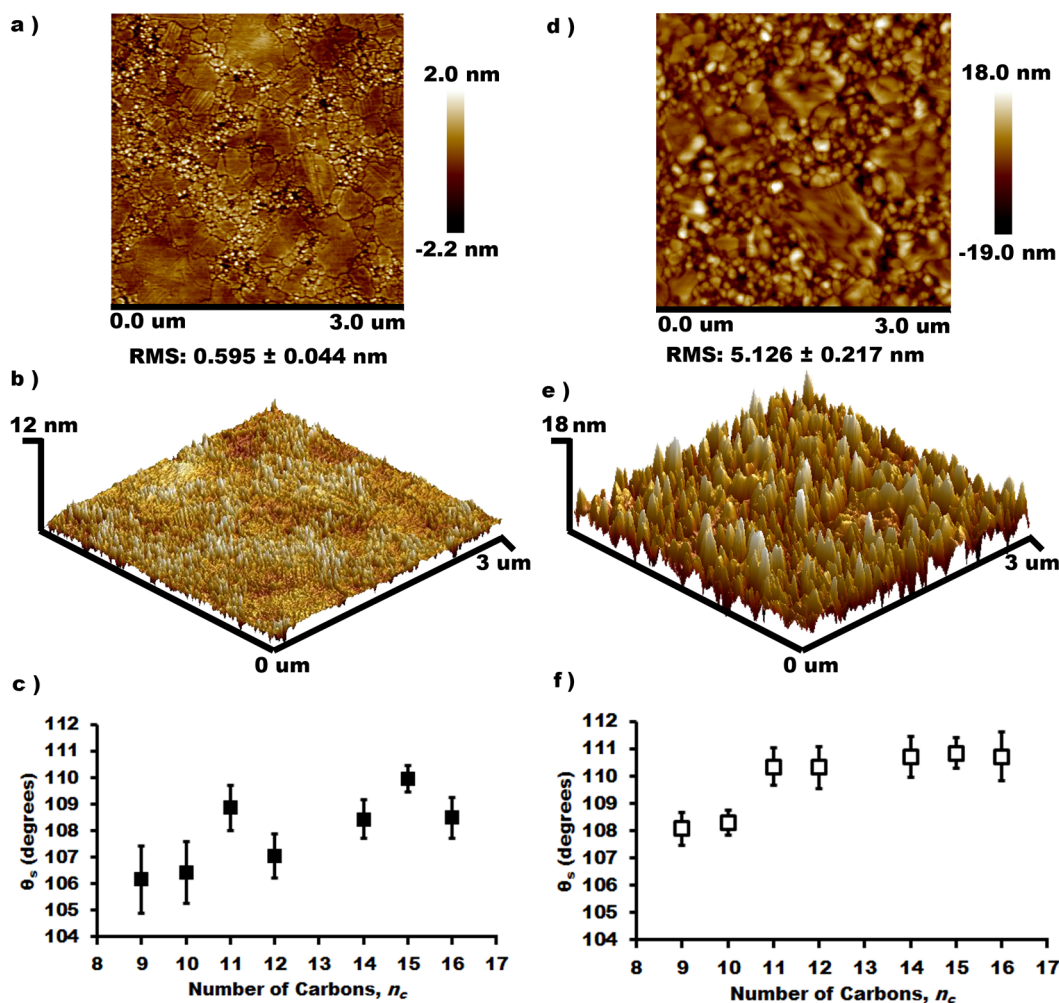 a )
2.0 nm
-2.2 nm
0.0 um 3.0 um
RMS: 0.595 ± 0.044 nm
b )
12 nm
3 um
0 um
c )
112
111
110
109
108
107
106
105
104
θs (degrees)
8 9 10 11 12 13 14 15 16 17
Number of Carbons, nc
d )
18.0 nm
-19.0 nm
0.0 um 3.0 um
RMS: 5.126 ± 0.217 nm
e )
18 nm
3 um
0 um
f )
112
111
110
109
108
107
106
105
104
θs (degrees)
8 9 10 11 12 13 14 15 16 17
Number of Carbons, nc